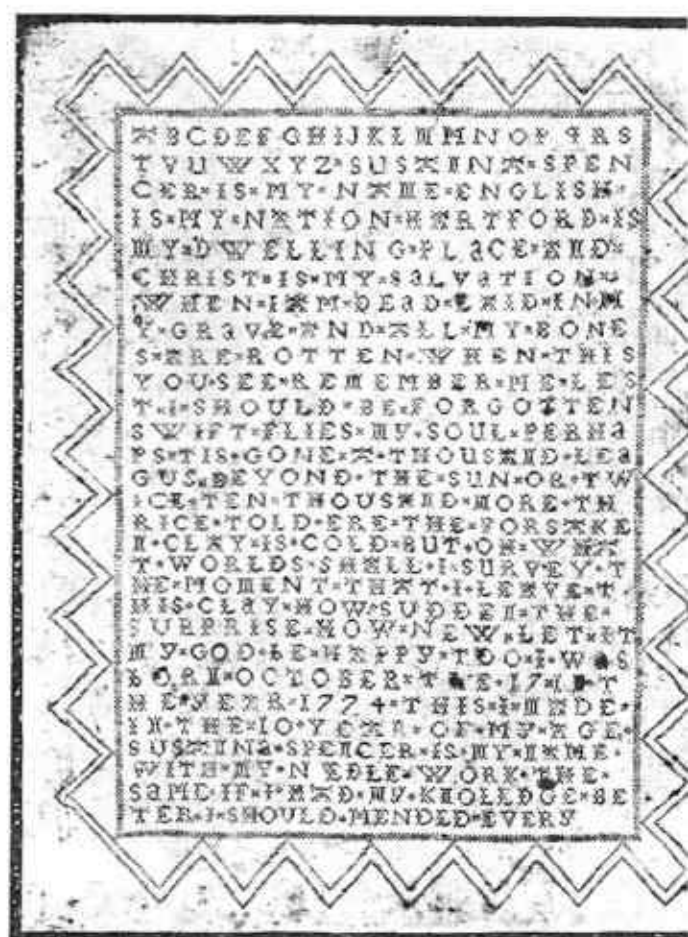 ABCDEFGHIJKLMMNOPQRS
TVUWXYZ*SUSAINA*SPEN
CER*IS*MY*NAME*ENGLISH*
IS*MY*NATION*HARTFORD*IS
MY*DWELLING*PLaCE*AND*
CHRIST*IS*MY*SaLVaTION*
WHEN*I*AM*DEaD*LAID*IN*M
Y*GRaVE*AND*ALL*MY*BONE
S*ARE*ROTTEN*WHEN*THIS
YOU*SEE*REMEMBER*ME*LES
T*I*SHOULD*BE*FORGOTTEN
SWIFT*FLIES*MY*SOUL*PERHa
PS*TIS*GONE*A*THOUSAND*LEa
GUS*BEYOND*THE*SUN*OR*TW
ICE*TEN*THOUSAND*MORE*TH
RICE*TOLD*ERE*THE*FORSAKE
N*CLAY*IS*COLD*BUT*OH*WHA
T*WORLDS*SHALL*I*SURVEY*T
HE*MOMENT*THAT*I*LEAVE*T
HIS*CLaY*HOW*SUDDEN*THE*
SURPRISE*HOW*NEW*LET*IT
MY*GOD*BE*HAPPY*TOO*I*WaS
BORN*OCTOBER*THE*17*IN*T
HE*YEAR*1774*THIS*I*MADE*
IN*THE*10*YEAR*OF*MY*AGE*
SUSAINa*SPENCER*IS*MY*NAME*
WITH*MY*NEDLE*WORK*THE*
SaME*IF*I*HAD*MY*KNOLEDGE*BE
TER*I*SHOULD*MENDLD*EVERY